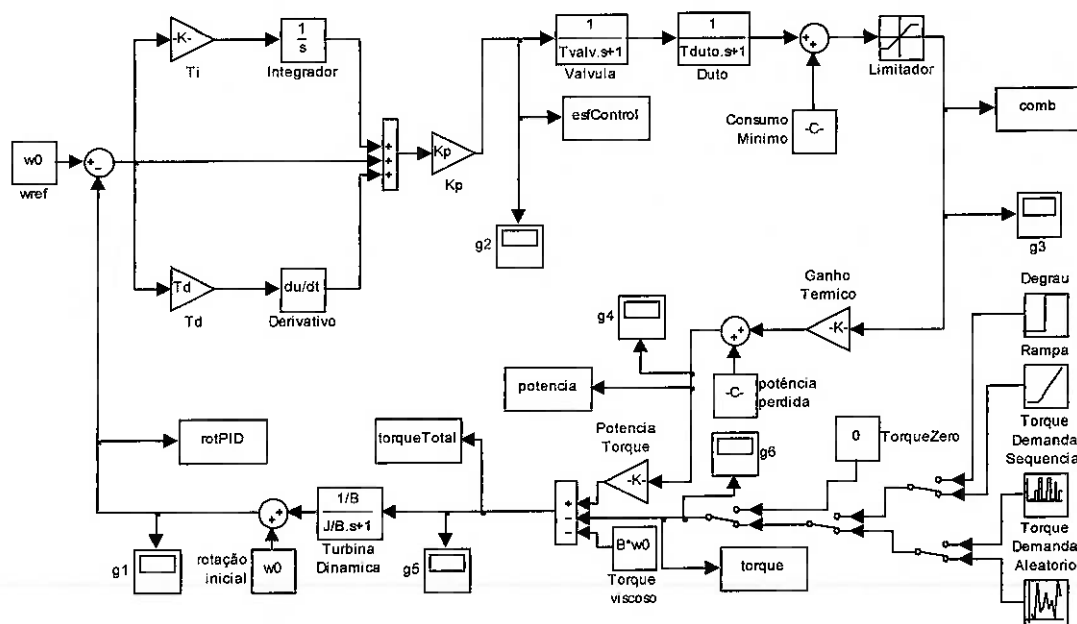 -K-
Ti
1
s
Integrador
1
Tvalv.s+1
Valvula
1
Tduto.s+1
Duto
+
+
Limitador
comb
Consumo
Minimo
-C-
esfControl
w0
wref
+
−
+
+
+
Kp
Kp
g2
g3
Td
Td
du/dt
Derivativo
Ganho
Termico
-K-
Degrau
Rampa
g4
+
+
potencia
-C-
potência
perdida
0
TorqueZero
Torque
Demanda
Sequencia
rotPID
torqueTotal
Potencia
Torque
-K-
g6
+
−
−
1/B
J/B.s+1
Turbina
Dinamica
+
+
rotação
inicial
w0
g1
g5
B*w0
Torque
viscoso
torque
Torque
Demanda
Aleatorio